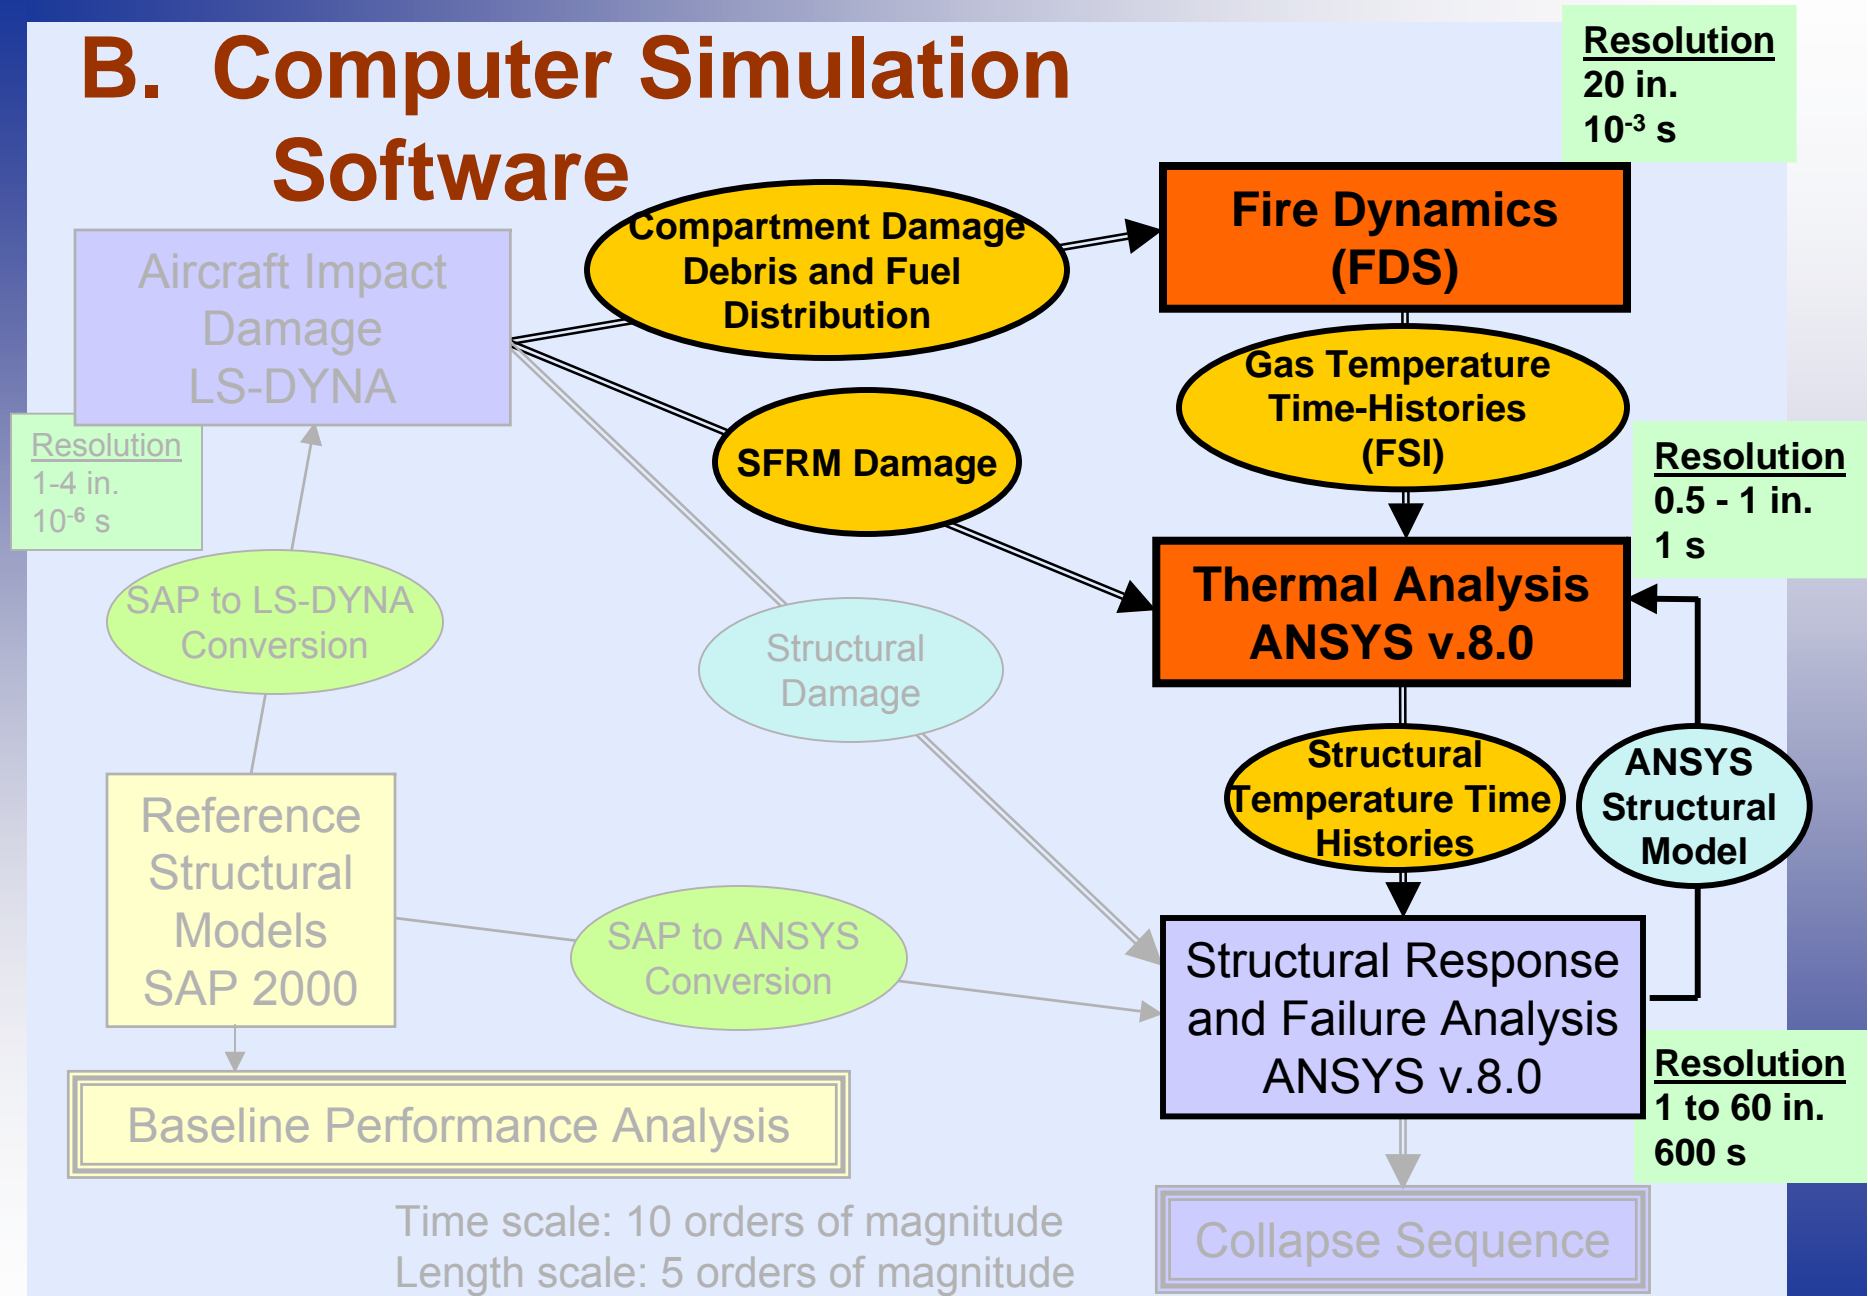 B. Computer Simulation
Software
Resolution
20 in.
10-3 s
Compartment Damage
Debris and Fuel
Distribution
Fire Dynamics
(FDS)
Aircraft Impact
Damage
LS-DYNA
Gas Temperature
Time-Histories
(FSI)
SFRM Damage
Resolution
1-4 in.
10-6 s
Resolution
0.5 - 1 in.
1 s
SAP to LS-DYNA
Conversion
Thermal Analysis
ANSYS v.8.0
Structural
Damage
Structural
Temperature Time
Histories
ANSYS
Structural
Model
Reference
Structural
Models
SAP 2000
SAP to ANSYS
Conversion
Structural Response
and Failure Analysis
ANSYS v.8.0
Resolution
1 to 60 in.
600 s
Baseline Performance Analysis
Time scale: 10 orders of magnitude
Length scale: 5 orders of magnitude
Collapse Sequence